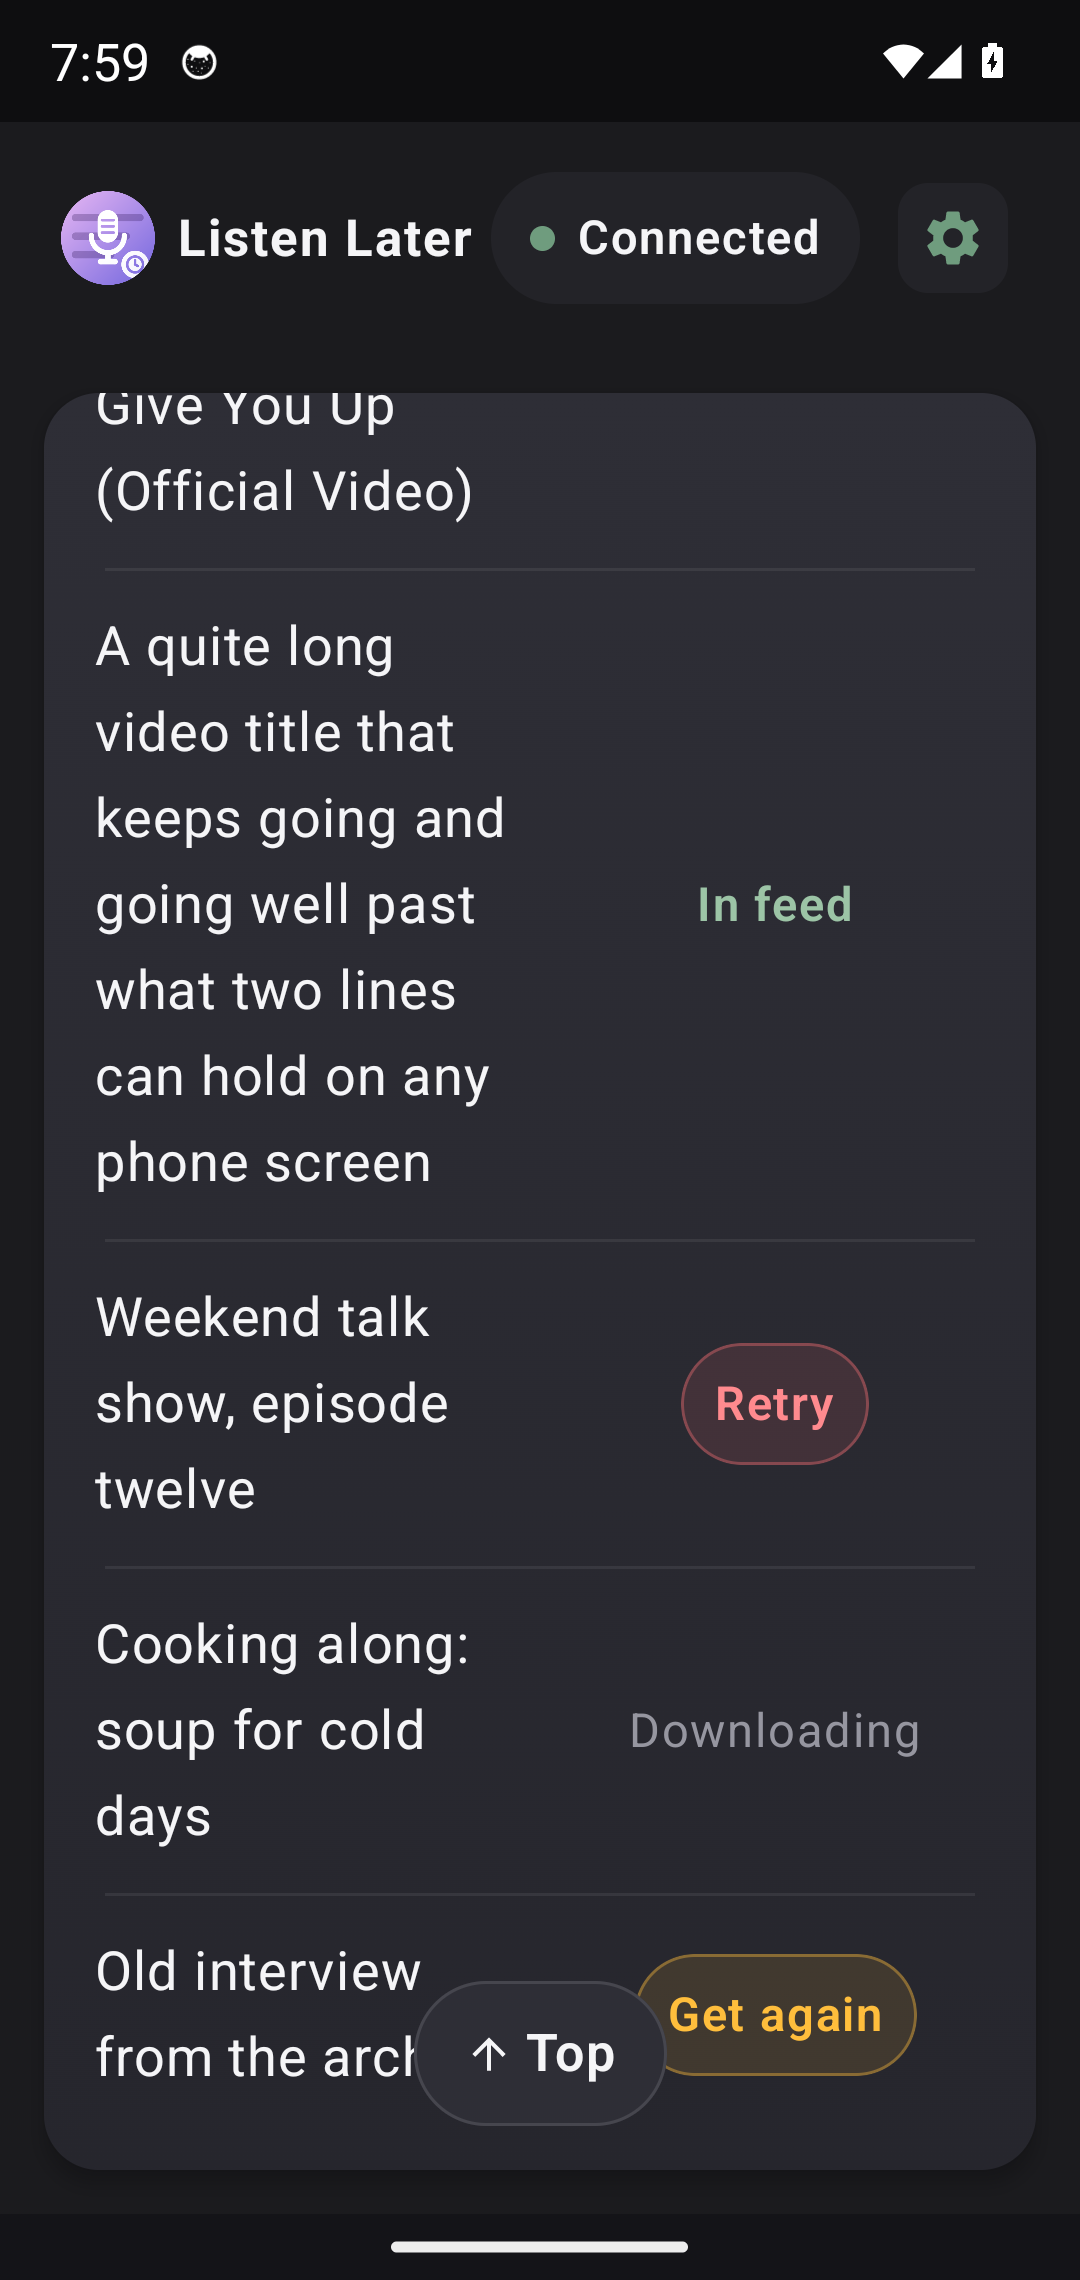 7:59
Listen Later
Connected
Give You Up
(Official Video)
A quite long
video title that
keeps going and
going well past
what two lines
can hold on any
phone screen
In feed
Weekend talk
show, episode
twelve
Retry
Cooking along:
soup for cold
days
Downloading
Old interview
from the
Get again
↑ Top